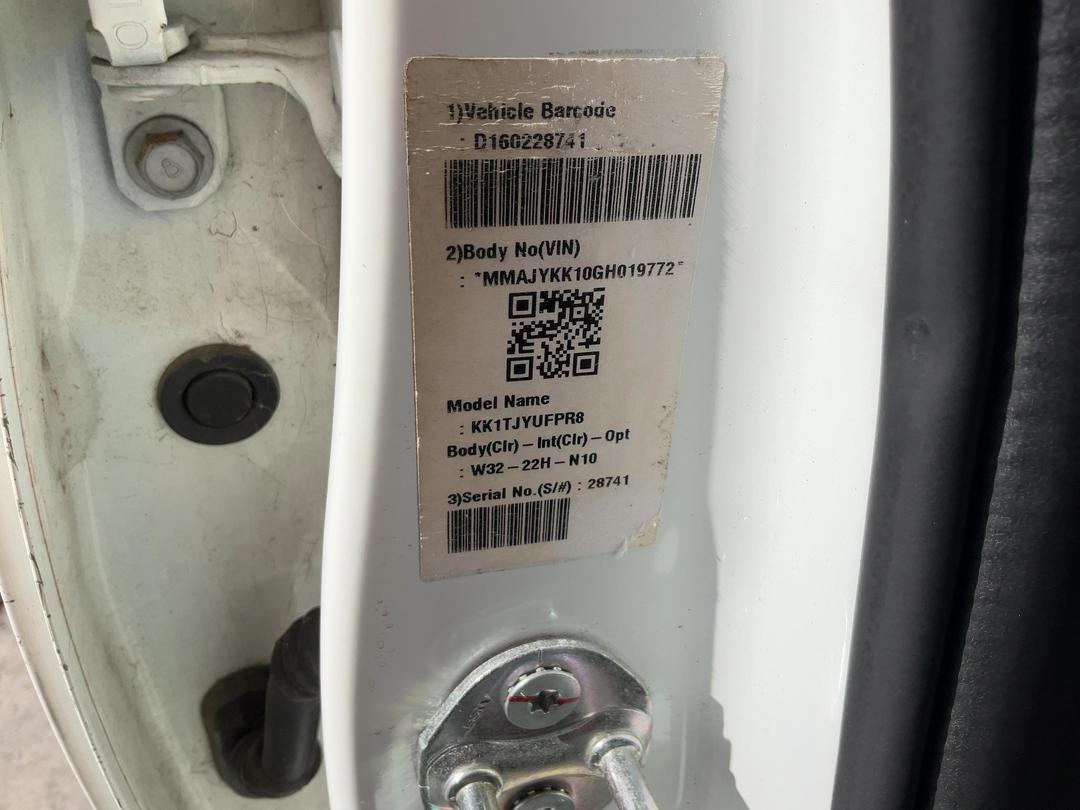 1)Vehicle Barcode
: D160228741
2)Body No(VIN)
: *MMAJYKK10GH019772*
Model Name
: KK1TJYUFPR8
Body(Clr)－Int(Clr)－Opt
: W32－22H－N10
3)Serial No.(S/#) : 28741
8